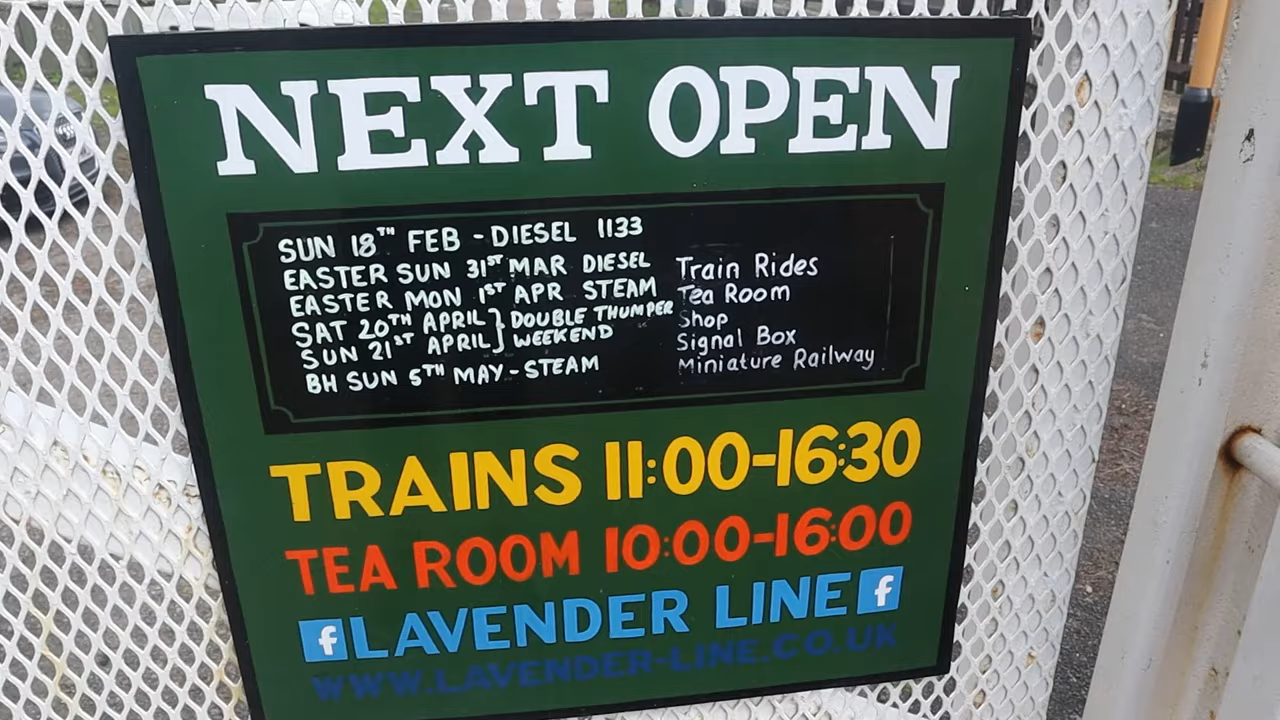 NEXT OPEN
SUN 18TH FEB - DIESEL 1133
EASTER SUN 31ST MAR DIESEL
EASTER MON 1ST APR STEAM
SAT 20TH APRIL } DOUBLE THUMPER
SUN 21ST APRIL } WEEKEND
BH SUN 5TH MAY - STEAM
Train Rides
Tea Room
Shop
Signal Box
Miniature Railway
TRAINS 11:00-16:30
TEA ROOM 10:00-16:00
f LAVENDER LINE f
WWW.LAVENDER-LINE.CO.UK